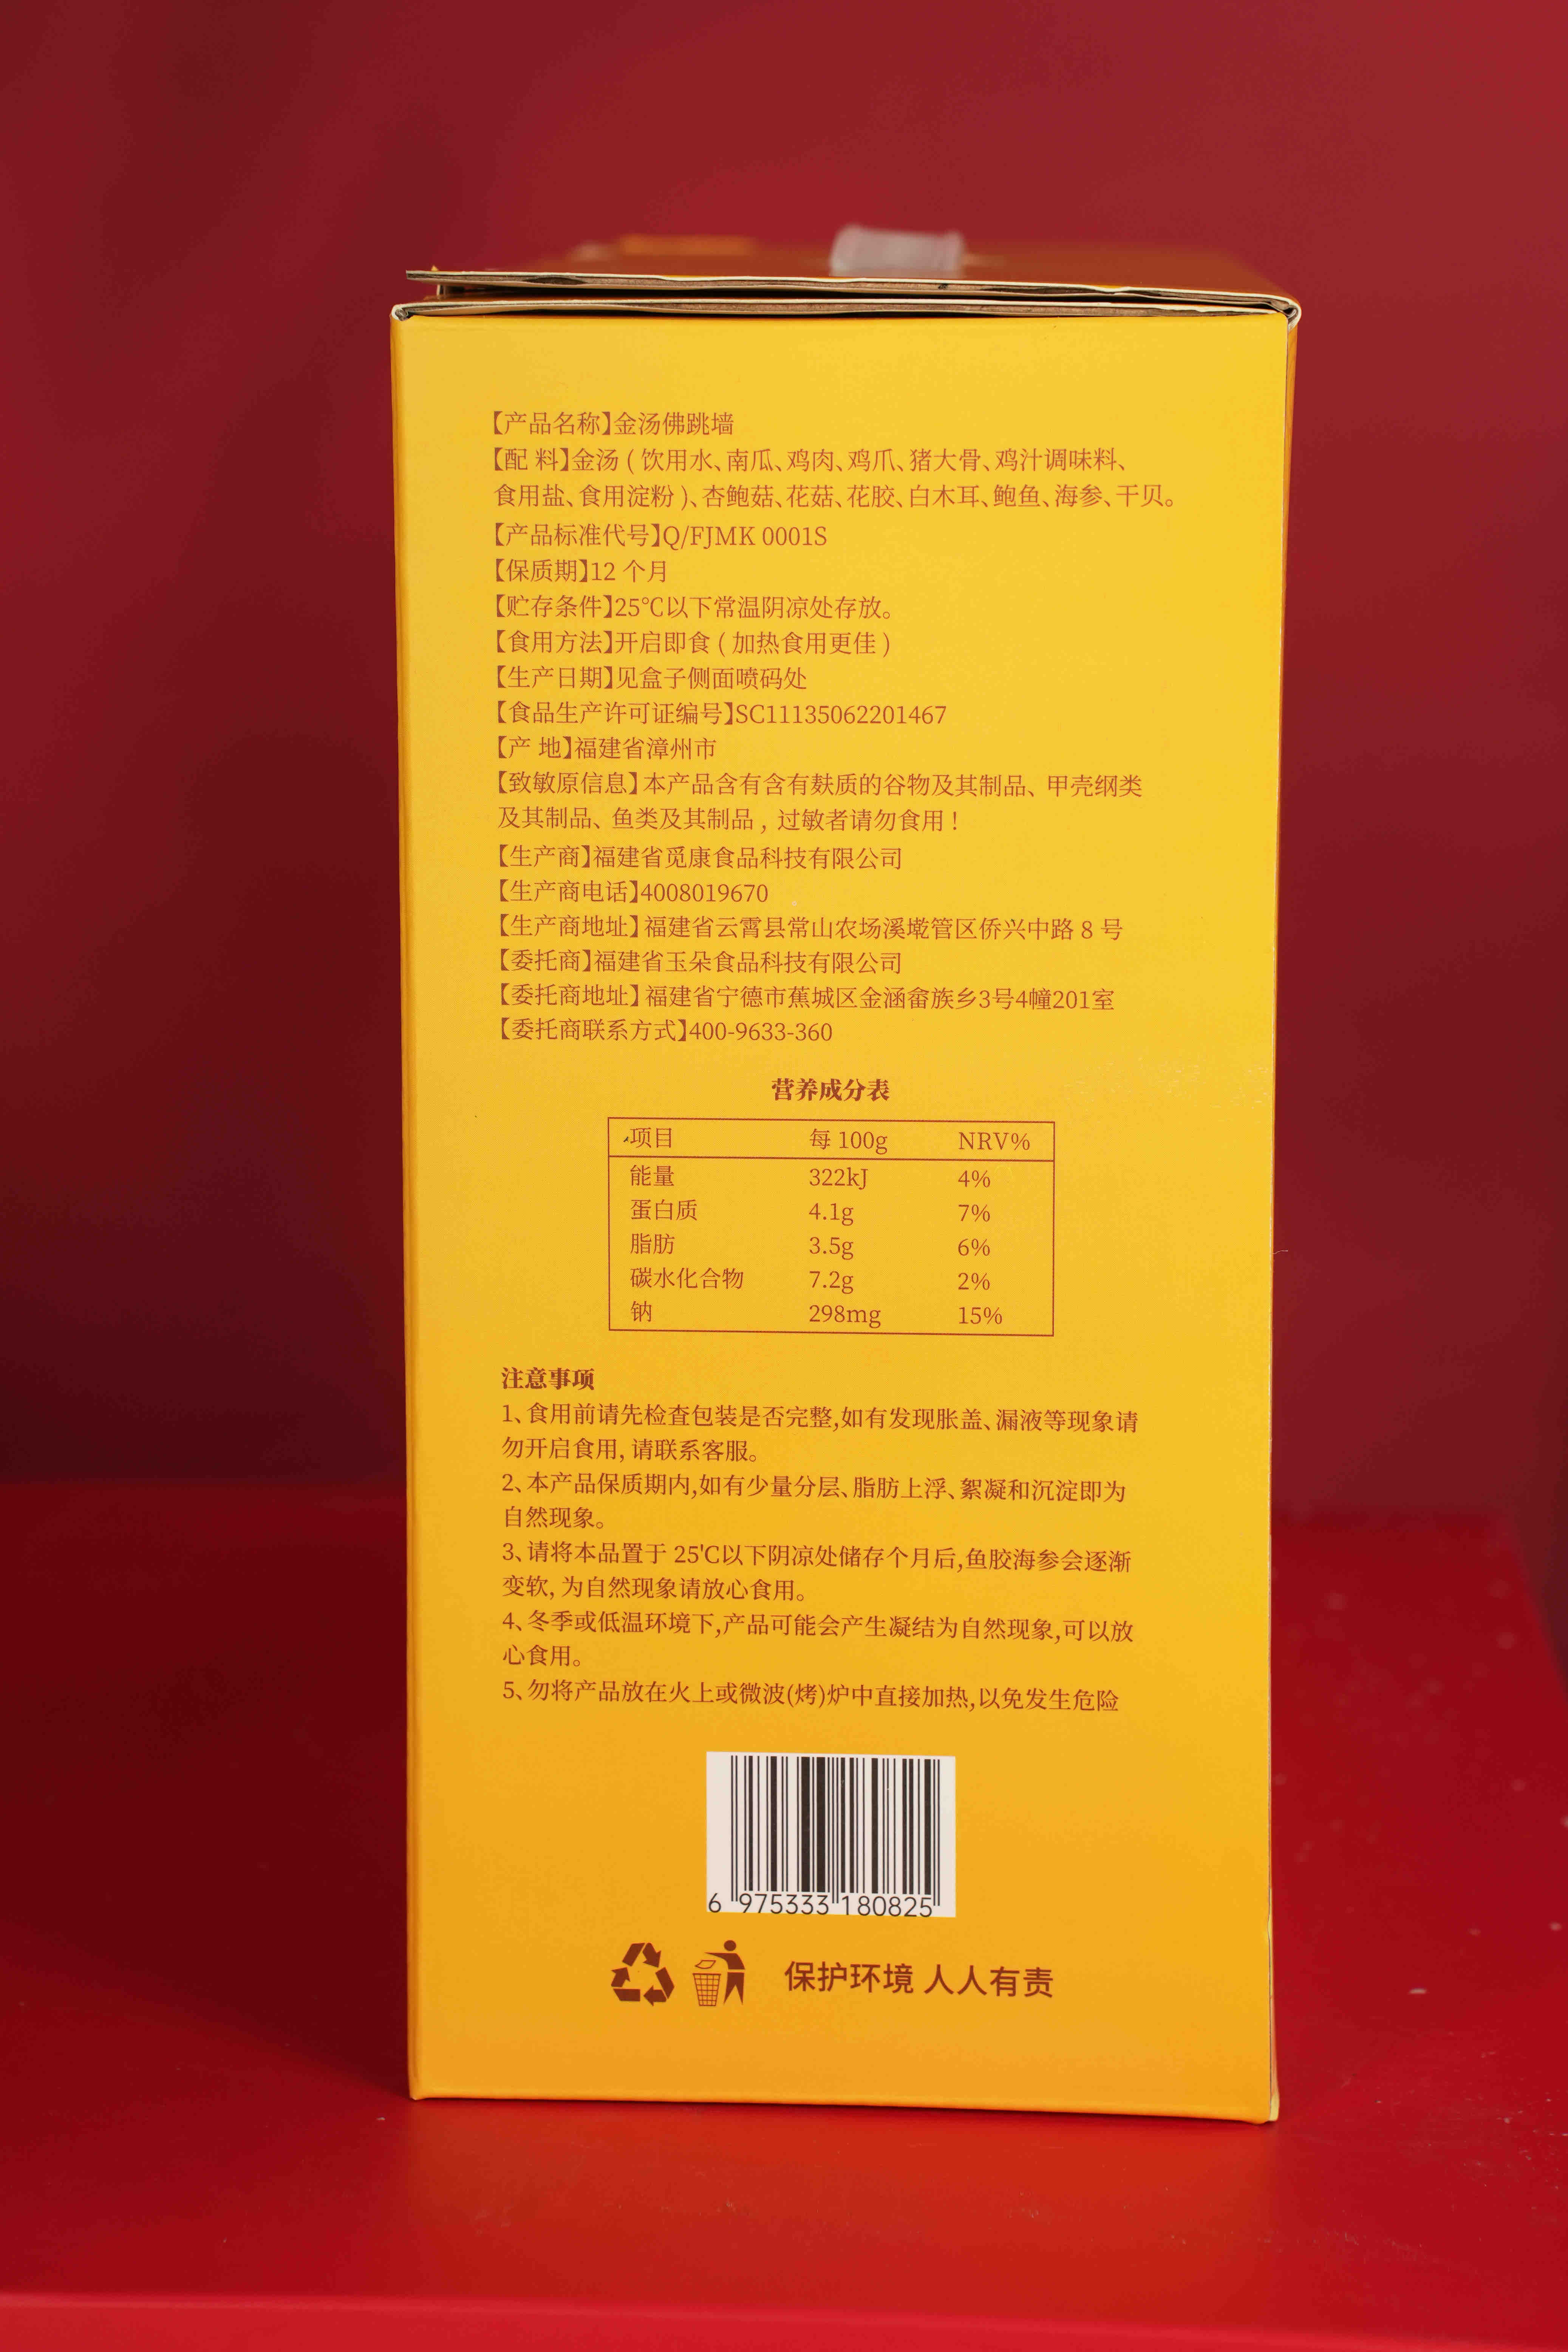 【产品名称】金汤佛跳墙
【配 料】金汤 ( 饮用水、南瓜、鸡肉、鸡爪、猪大骨、鸡汁调味料、
食用盐、食用淀粉 )、杏鲍菇、花菇、花胶、白木耳、鲍鱼、海参、干贝。
【产品标准代号】Q/FJMK 0001S
【保质期】12 个月
【贮存条件】25℃以下常温阴凉处存放。
【食用方法】开启即食 ( 加热食用更佳 )
【生产日期】见盒子侧面喷码处
【食品生产许可证编号】SC11135062201467
【产 地】福建省漳州市
【致敏原信息】本产品含有含有麸质的谷物及其制品、甲壳纲类
及其制品、鱼类及其制品 , 过敏者请勿食用 !
【生产商】福建省觅康食品科技有限公司
【生产商电话】4008019670
【生产商地址】福建省云霄县常山农场溪墘管区侨兴中路 8 号
【委托商】福建省玉朵食品科技有限公司
【委托商地址】福建省宁德市蕉城区金涵畲族乡3号4幢201室
【委托商联系方式】400-9633-360
营养成分表
项目 每 100g NRV%
能量 322kJ 4%
蛋白质 4.1g 7%
脂肪 3.5g 6%
碳水化合物 7.2g 2%
钠 298mg 15%
注意事项
1、食用前请先检查包装是否完整,如有发现胀盖、漏液等现象请
勿开启食用, 请联系客服。
2、本产品保质期内,如有少量分层、脂肪上浮、絮凝和沉淀即为
自然现象。
3、请将本品置于 25'C以下阴凉处储存个月后,鱼胶海参会逐渐
变软, 为自然现象请放心食用。
4、冬季或低温环境下,产品可能会产生凝结为自然现象,可以放
心食用。
5、勿将产品放在火上或微波(烤)炉中直接加热,以免发生危险
6 975333 180825
保护环境 人人有责